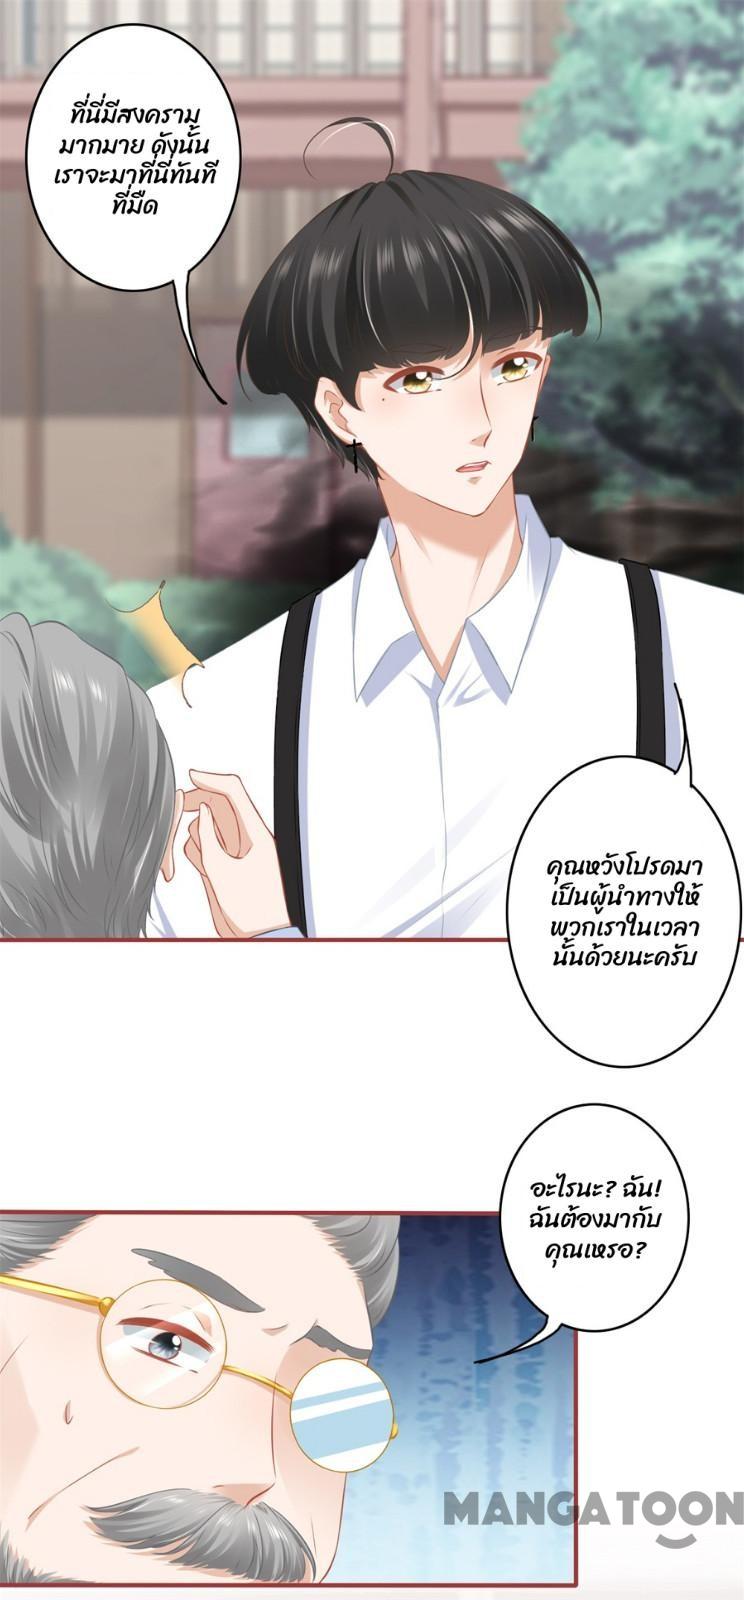 ที่นี่มีสงคราม
มากมาย ดังนั้น
เราจะมาที่นี่ทันที
ที่มืด
คุณหวังโปรดมา
เป็นผู้นำทางให้
พวกเราในเวลา
นั้นด้วยนะครับ
อะไรนะ? ฉัน!
ฉันต้องมากับ
คุณเหรอ?
MANGATOON